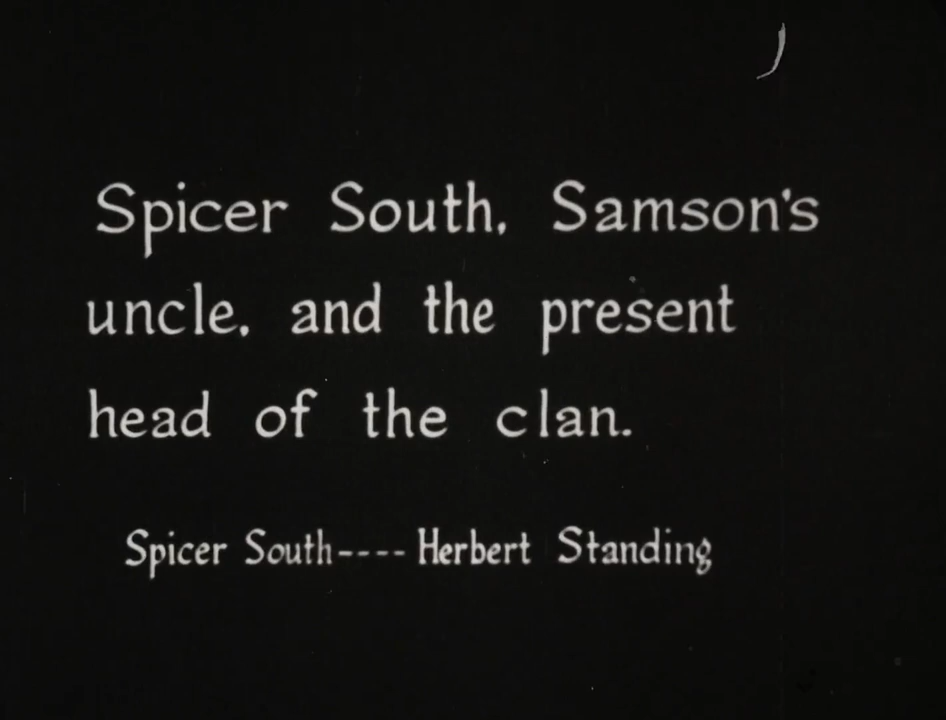 Spicer South, Samson's
uncle, and the present
head of the clan.
Spicer South---- Herbert Standing